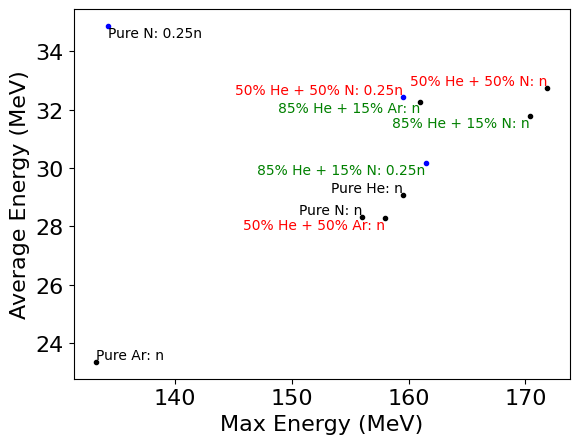 Pure N: 0.25n
50% He + 50% N: n
50% He + 50% N: 0.25n
85% He + 15% Ar: n
85% He + 15% N: n
85% He + 15% N: 0.25n
Pure He: n
Pure N: n
50% He + 50% Ar: n
Pure Ar: n
34
32
30
28
26
24
Average Energy (MeV)
140
150
160
170
Max Energy (MeV)